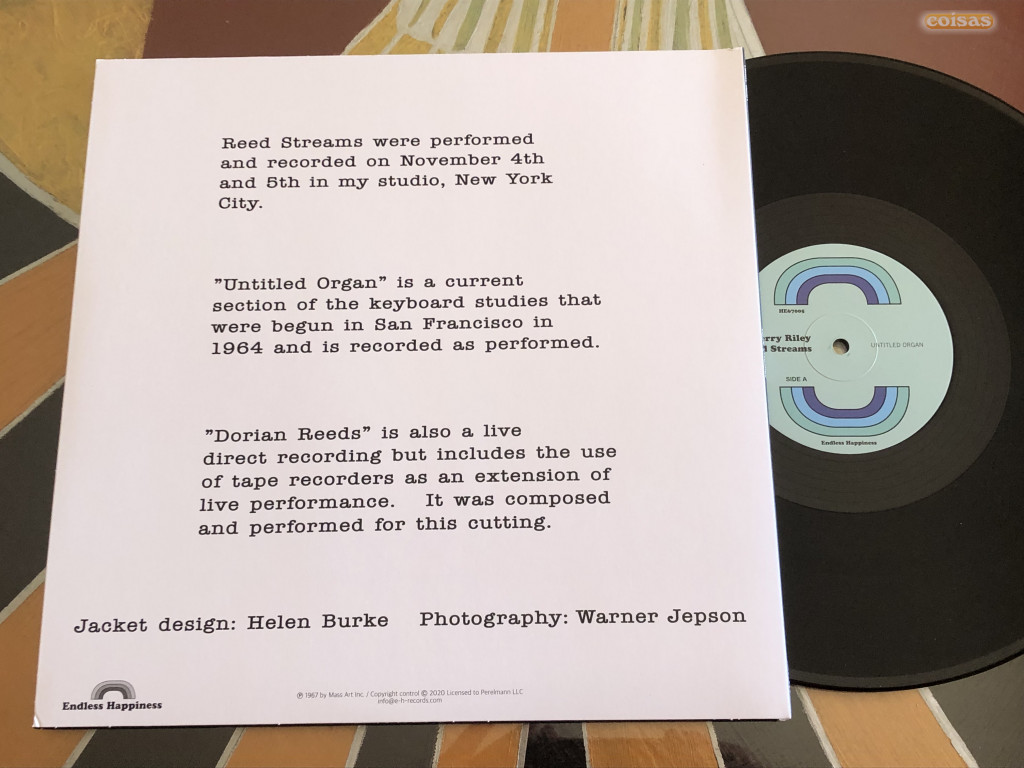 coisas
Reed Streams were performed
and recorded on November 4th
and 5th in my studio, New York
City.
"Untitled Organ" is a current
section of the keyboard studies that
were begun in San Francisco in
1964 and is recorded as performed.
"Dorian Reeds" is also a live
direct recording but includes the use
of tape recorders as an extension of
live performance. It was composed
and performed for this cutting.
Jacket design: Helen Burke Photography: Warner Jepson
Endless Happiness
℗ 1967 by Mass Art Inc. / Copyright control © 2020 Licensed to Perelmann LLC
info@e-h-records.com
rry Riley
Streams
UNTITLED ORGAN
SIDE A
Endless Happiness